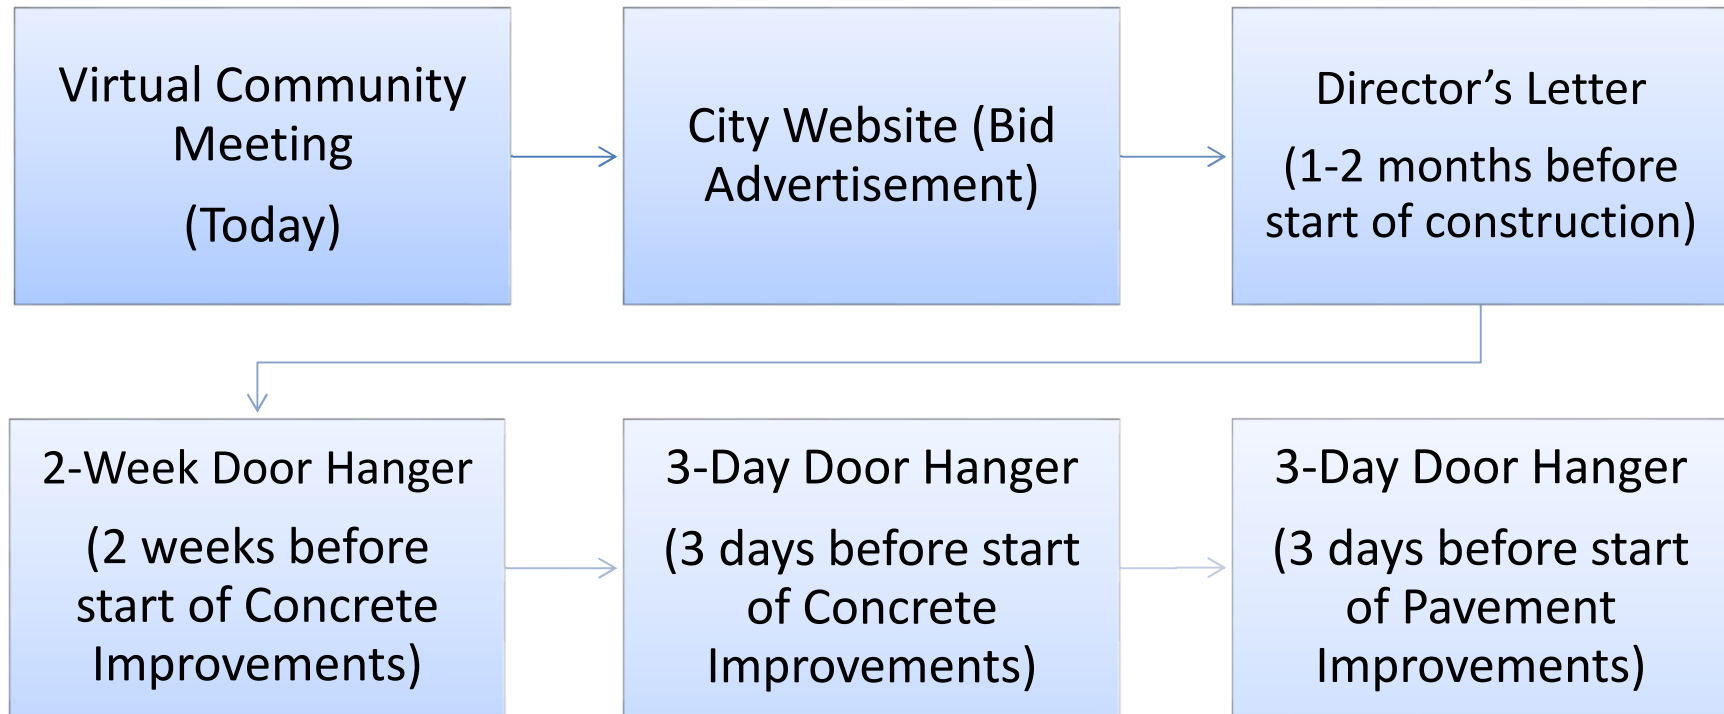 Virtual Community
Meeting
(Today)
City Website (Bid
Advertisement)
Director’s Letter
(1-2 months before
start of construction)
2-Week Door Hanger
(2 weeks before
start of Concrete
Improvements)
3-Day Door Hanger
(3 days before start
of Concrete
Improvements)
3-Day Door Hanger
(3 days before start
of Pavement
Improvements)